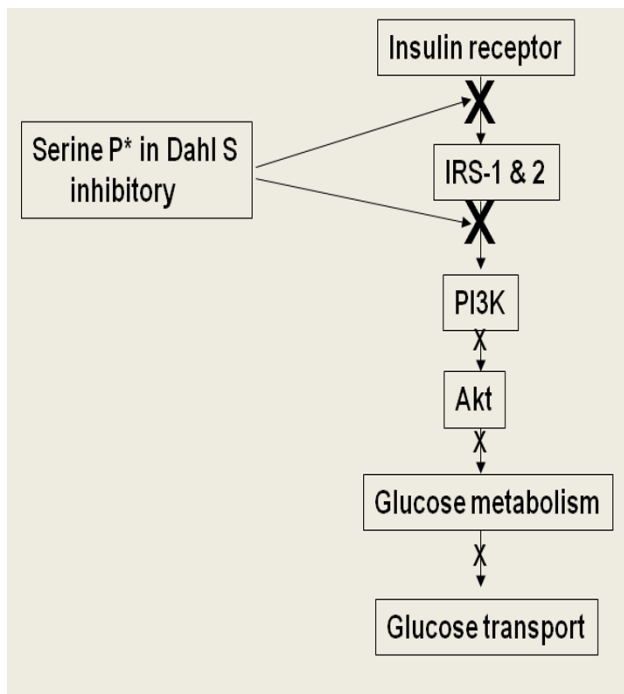 Insulin receptor
X
Serine P* in Dahl S
inhibitory
IRS-1 & 2
X
PI3K
X
Akt
X
Glucose metabolism
X
Glucose transport